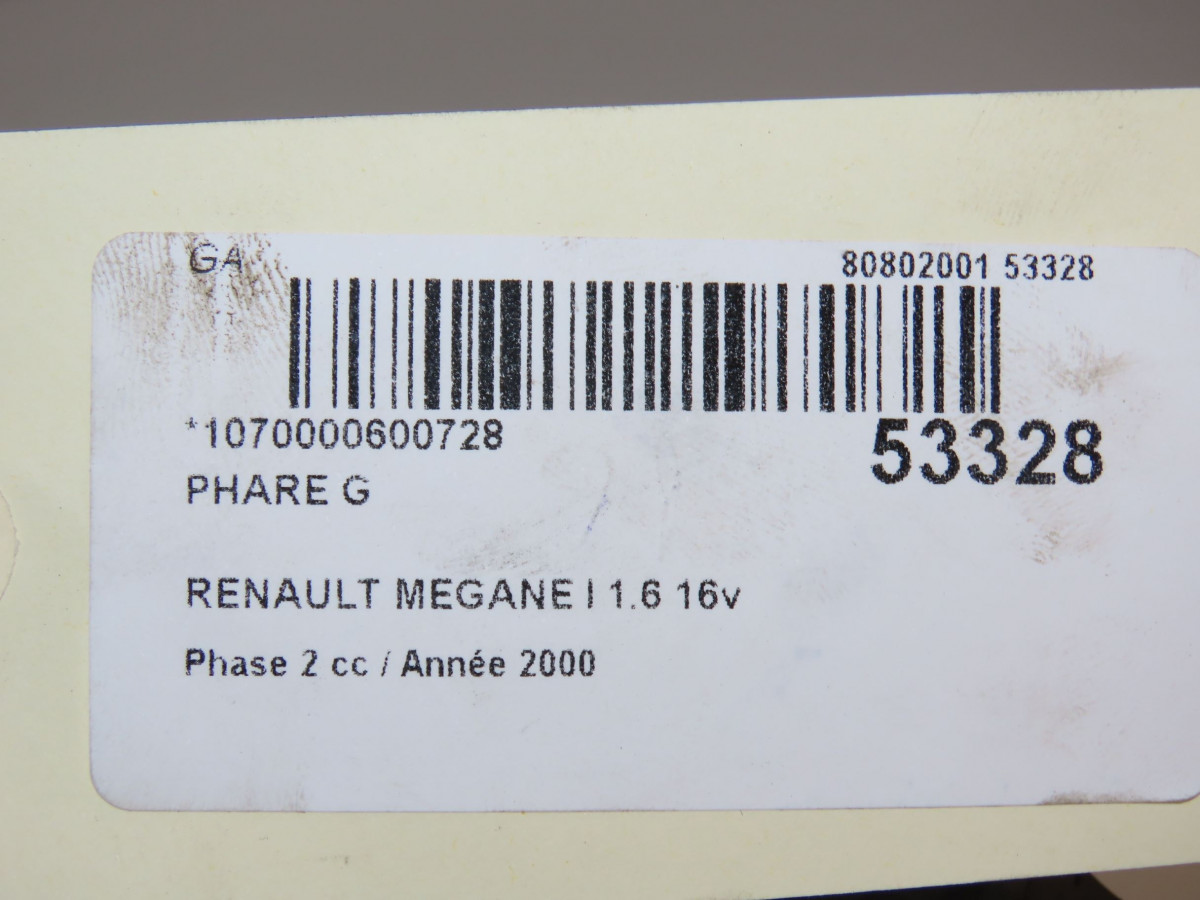 GA
80802001 53328
*1070000600728
53328
PHARE G
RENAULT MEGANE I 1.6 16v
Phase 2 cc / Année 2000